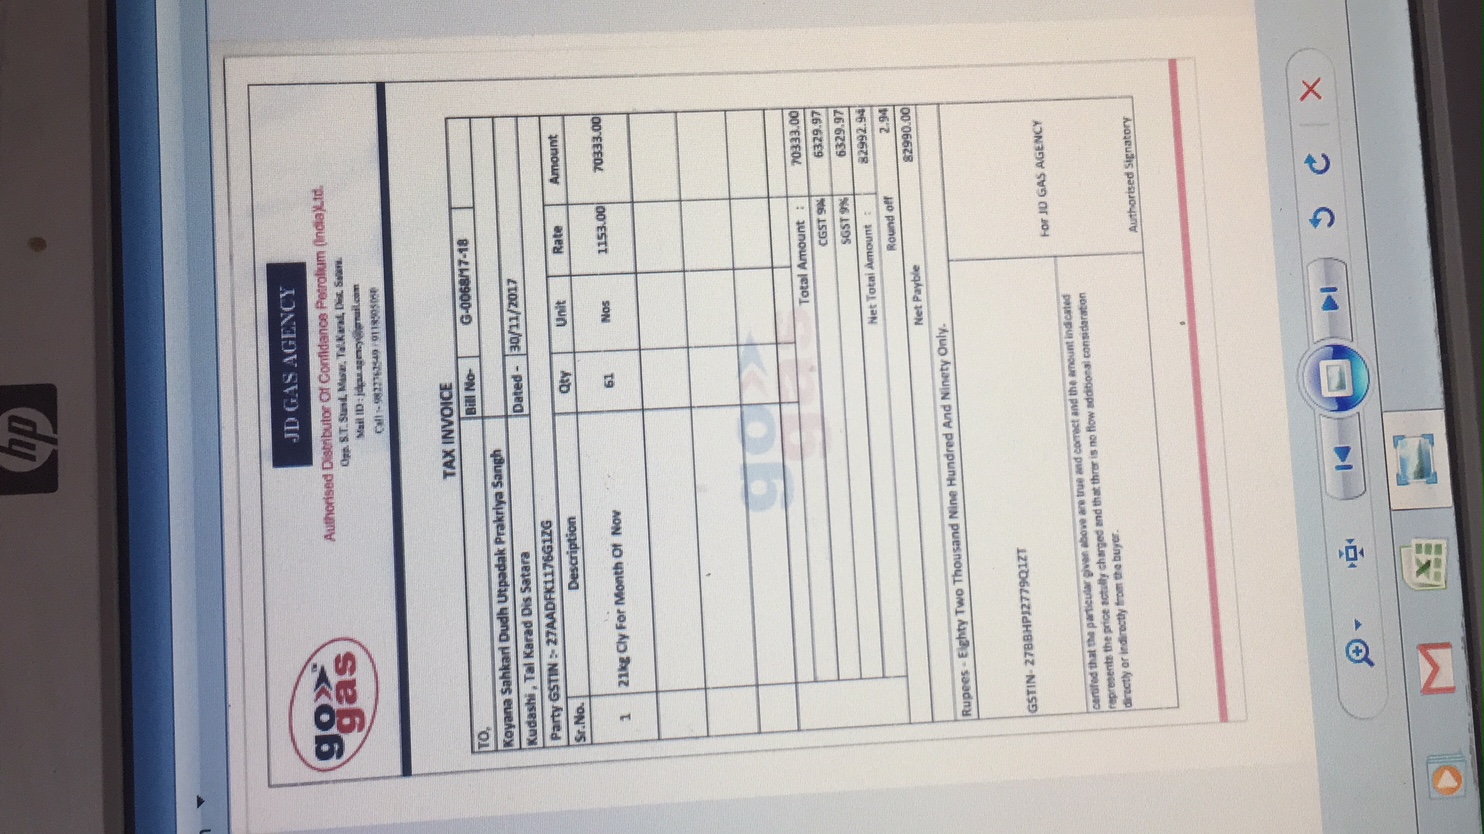 hp
go gas
JD GAS AGENCY
Authorised Distributor Of Confidance Petrolium (India)Ltd.
Opp. S.T. Stand, Masur, Tal.Karad, Dist. Satara.
Mail ID : jdgas.agency@gmail.com
Call :- 9822762549 / 9118505050
TAX INVOICE
TO,
Bill No- G-0068/17-18
Koyana Sahkari Dudh Utpadak Prakriya Sangh
Kudashi , Tal Karad Dis Satara
Dated - 30/11/2017
Party GSTIN :- 27AADFK1176G1ZG
Sr.No. Description Qty Unit Rate Amount
1 21kg Cly For Month Of Nov 61 Nos 1153.00 70333.00
go gas
Total Amount : 70333.00
CGST 9% 6329.97
SGST 9% 6329.97
Net Total Amount : 82992.94
Round off 2.94
Net Payble 82990.00
Rupees - Eighty Two Thousand Nine Hundred And Ninety Only.
GSTIN- 27BBHPJ2779Q1ZT
For JD GAS AGENCY
certifed that the particular given above are true and correct and the amount indicated
represents the price actully charged and that threr is no flow additional considaration
directly or indirectly from the buyer.
Authorised Signatory